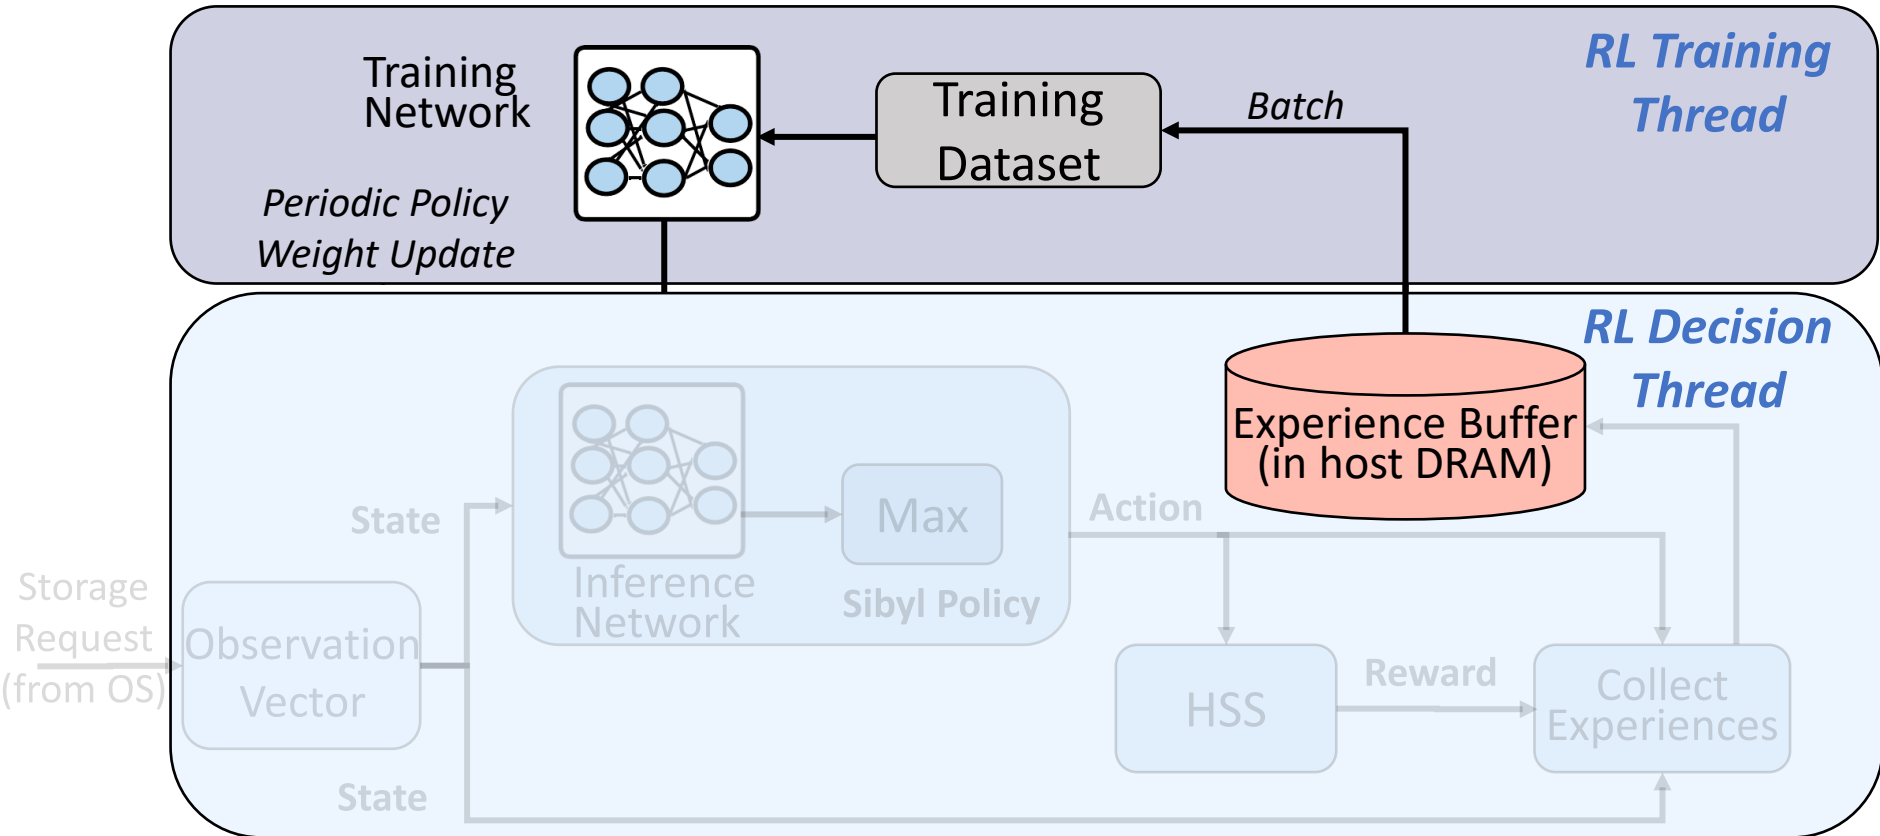 RL Training
Thread
Training
Network
Training
Dataset
Batch
Periodic Policy
Weight Update
RL Decision
Thread
Experience Buffer
(in host DRAM)
State
Max
Action
Inference
Network
Sibyl Policy
Storage
Request
(from OS)
Observation
Vector
HSS
Reward
Collect
Experiences
State